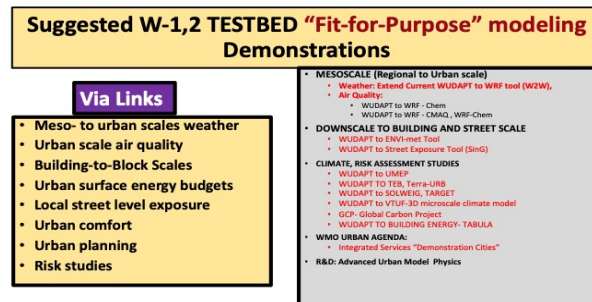 Suggested W-1,2 TESTBED “Fit-for-Purpose” modeling
Demonstrations
Via Links
• Meso- to urban scales weather
• Urban scale air quality
• Building-to-Block Scales
• Urban surface energy budgets
• Local street level exposure
• Urban comfort
• Urban planning
• Risk studies
• MESOSCALE (Regional to Urban scale)
• Weather: Extend Current WUDAPT to WRF tool (W2W),
• Air Quality:
• WUDAPT to WRF - Chem
• WUDAPT to WRF - CMAQ , WRF-Chem
• DOWNSCALE TO BUILDING AND STREET SCALE
• WUDAPT to ENVI-met Tool
• WUDAPT to Street Exposure Tool (SinG)
• CLIMATE, RISK ASSESSMENT STUDIES
• WUDAPT to UMEP
• WUDAPT TO TEB, Terra-URB
• WUDAPT to SOLWEIG, TARGET
• WUDAPT to VTUF-3D microscale climate model
• GCP- Global Carbon Project
• WUDAPT TO BUILDING ENERGY- TABULA
• WMO URBAN AGENDA:
• Integrated Services “Demonstration Cities”
• R&D: Advanced Urban Model Physics